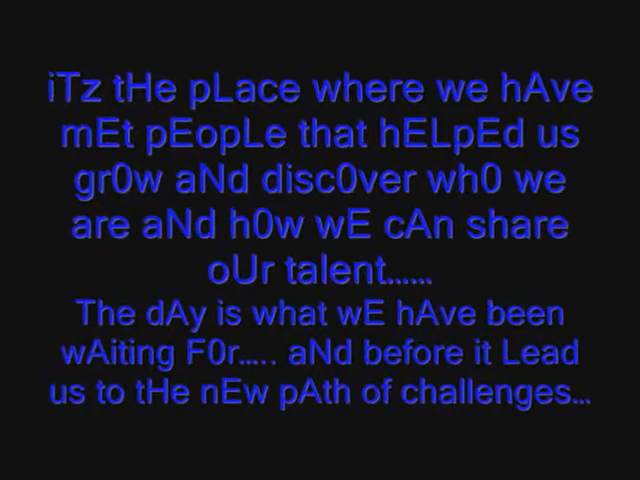 iTz tHe pLace where we hAve
mEt pEopLe that hELpEd us
gr0w aNd disc0ver wh0 we
are aNd h0w wE cAn share
oUr talent......
The dAy is what wE hAve been
wAiting F0r..... aNd before it Lead
us to tHe nEw pAth of challenges...